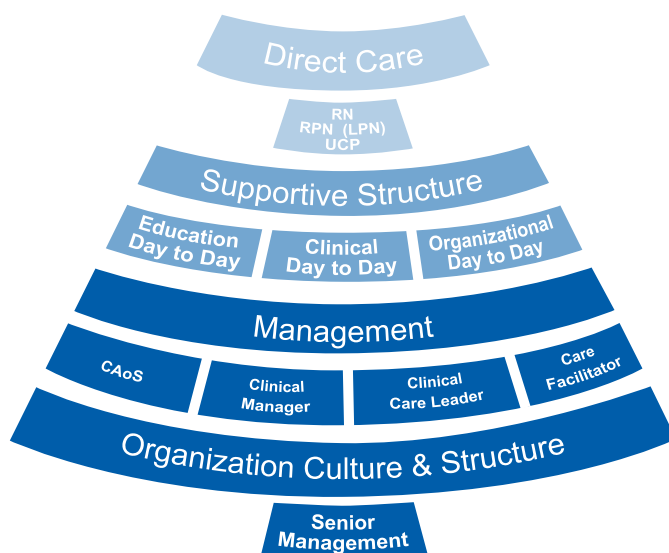 Direct Care
RN
RPN (LPN)
UCP
Supportive Structure
Education
Day to Day
Clinical
Day to Day
Organizational
Day to Day
Management
CAoS
Clinical
Manager
Clinical
Care Leader
Care
Facilitator
Organization Culture & Structure
Senior
Management